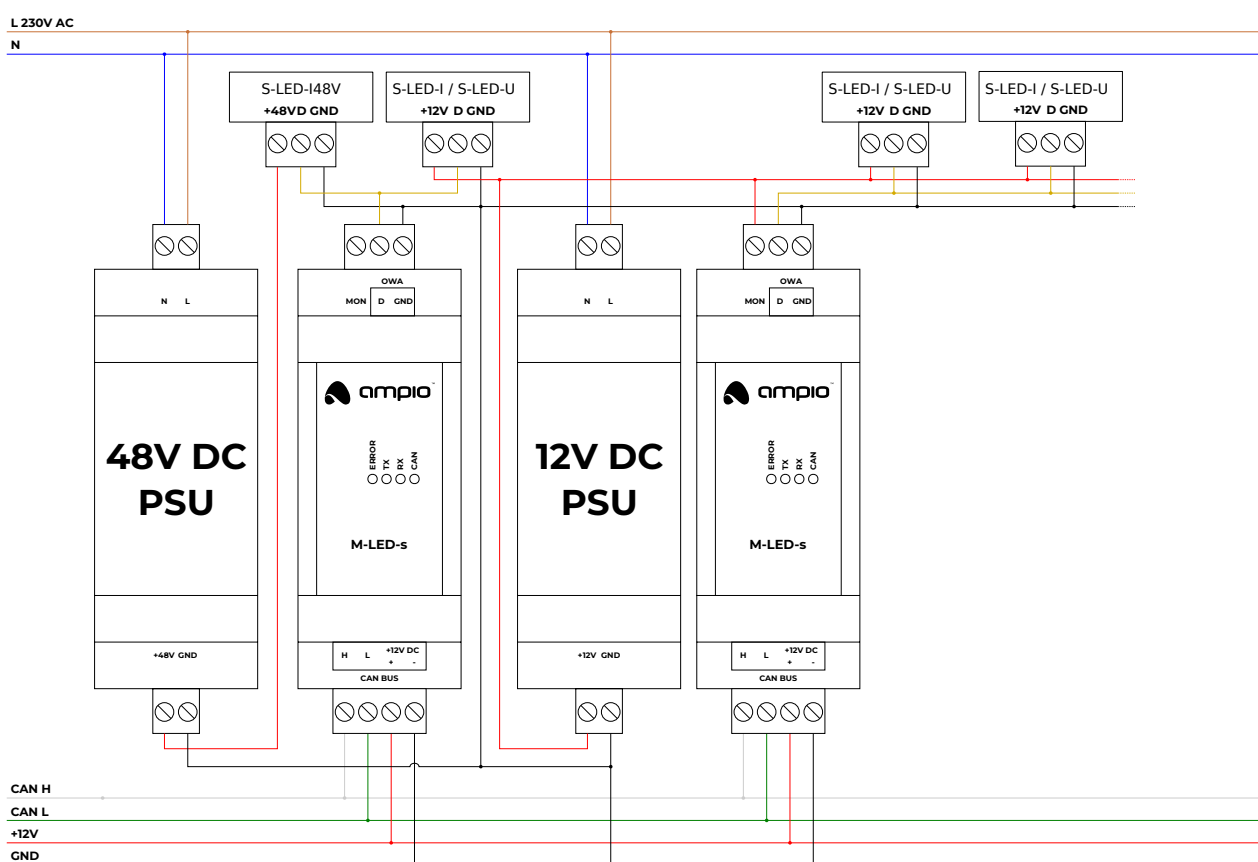 L 230V AC
N
S-LED-I48V
+48VD GND
S-LED-I / S-LED-U
+12V D GND
S-LED-I / S-LED-U
+12V D GND
S-LED-I / S-LED-U
+12V D GND
N L
OWA
MON D GND
N L
OWA
MON D GND
ampio™
ERROR
TX
RX
CAN
ampio™
ERROR
TX
RX
CAN
48V DC
PSU
12V DC
PSU
M-LED-s
M-LED-s
+48V GND
H L +12V DC
+ -
CAN BUS
+12V GND
H L +12V DC
+ -
CAN BUS
CAN H
CAN L
+12V
GND